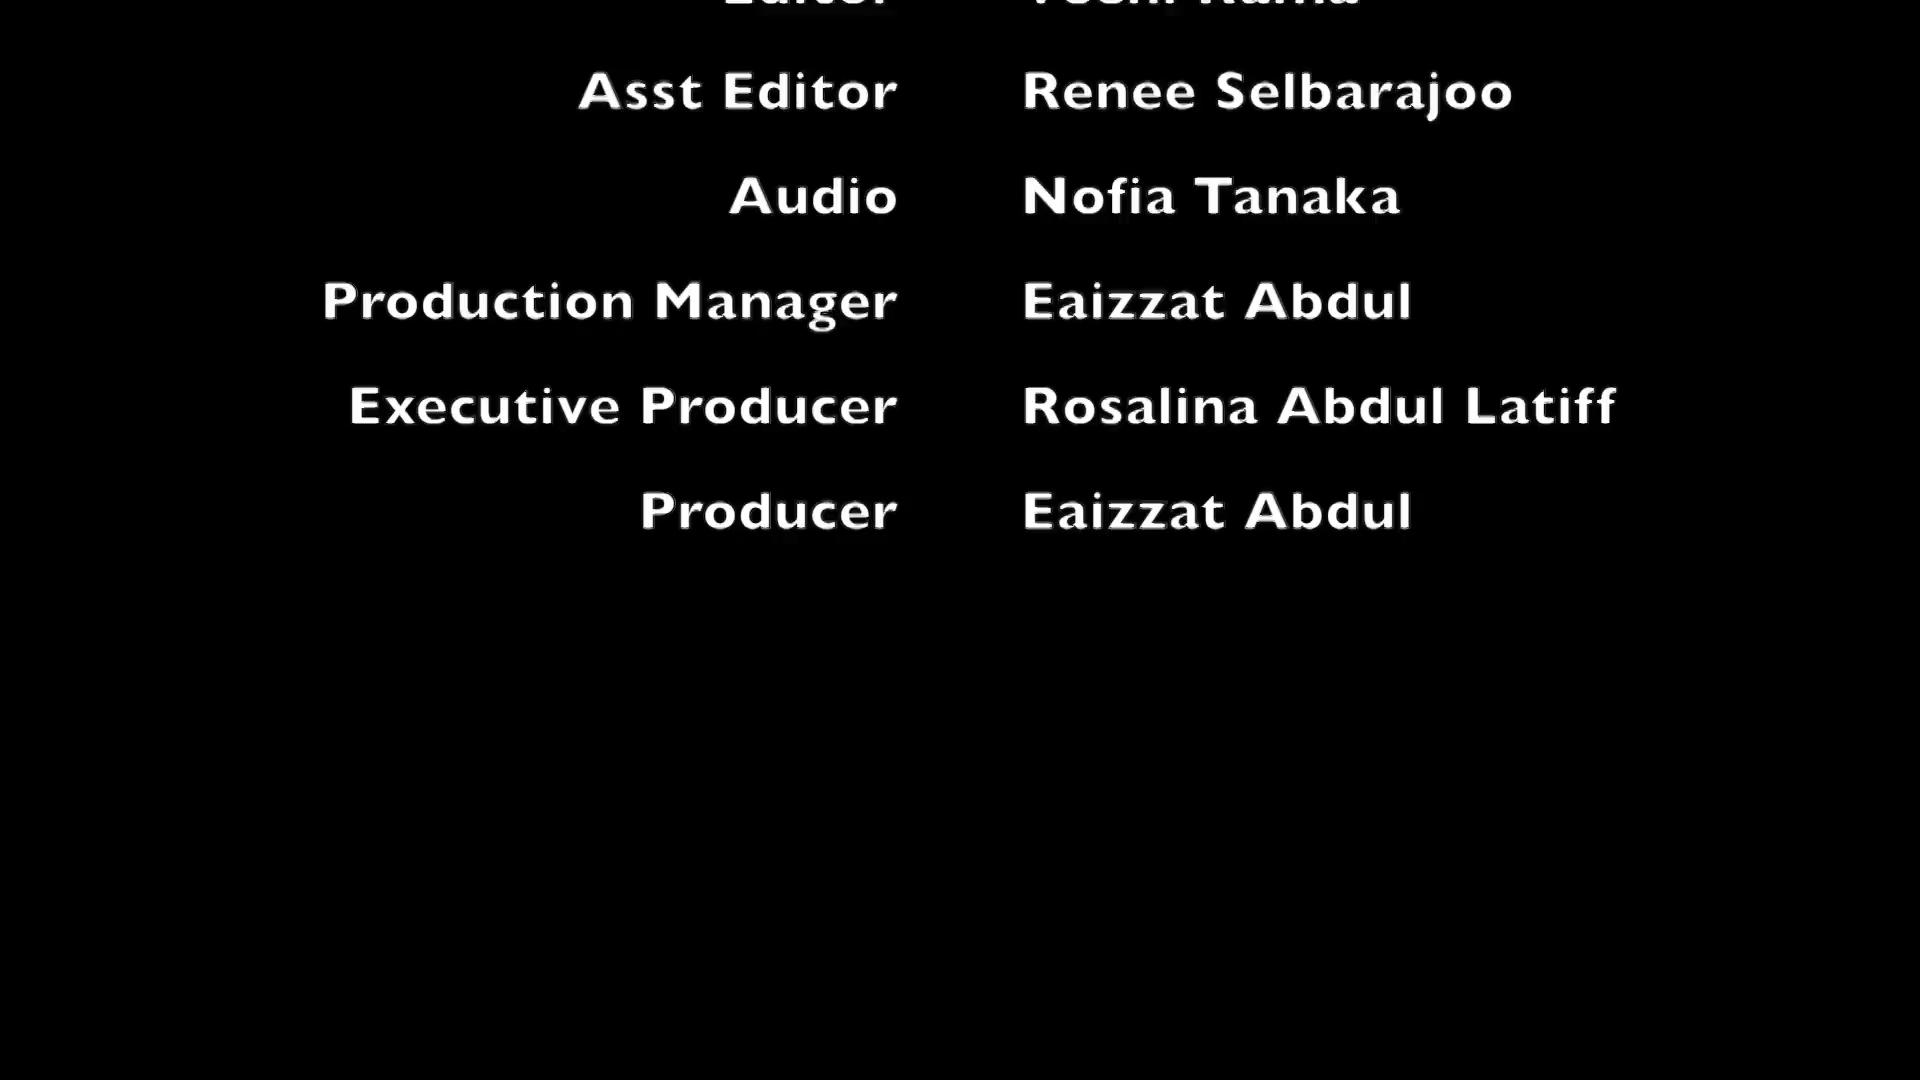 Editor
Asst Editor Renee Selbarajoo
Audio Nofia Tanaka
Production Manager Eaizzat Abdul
Executive Producer Rosalina Abdul Latiff
Producer Eaizzat Abdul